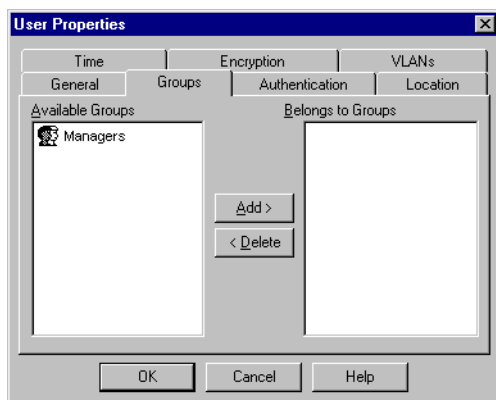 User Properties
Time Encryption VLANs
General Groups Authentication Location
Available Groups Belongs to Groups
Managers
Add >
< Delete
OK Cancel Help